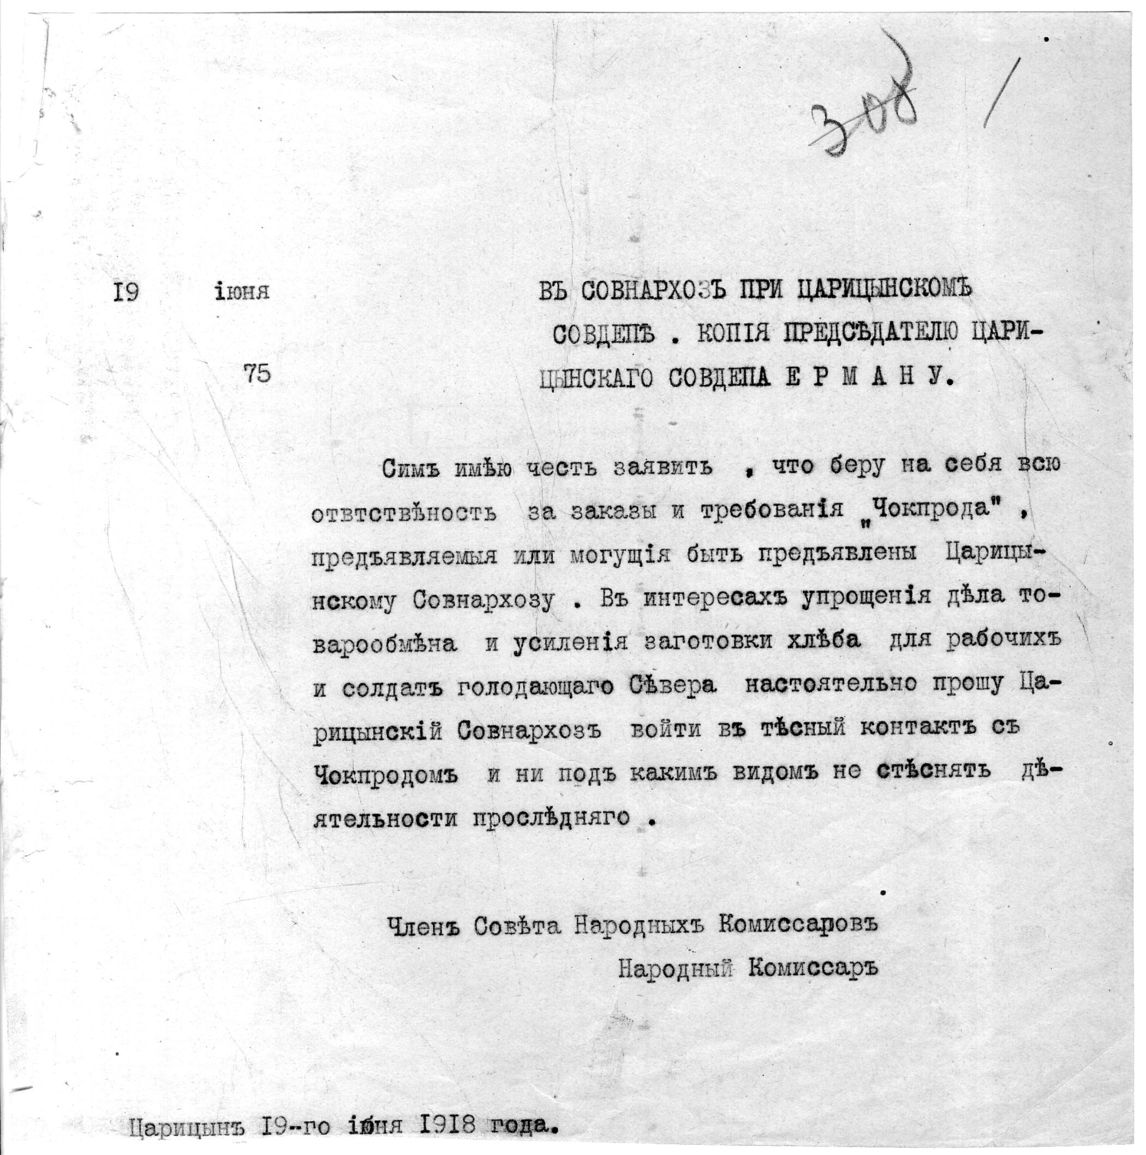 308
19 іюня
ВЪ СОВНАРХОЗЪ ПРИ ЦАРИЦЫНСКОМЪ
СОВДЕПѢ . КОПІЯ ПРЕДСѢДАТЕЛЮ ЦАРИ-
75
ЦЫНСКАГО СОВДЕПА Е Р М А Н У.
Симъ имѣю честь заявить , что беру на себя всю
отвтствѣность за заказы и требованія „Чокпрода" ,
предъявляемыя или могущія быть предъявлены Царицы-
нскому Совнархозу . Въ интересахъ упрощенія дѣла то-
варообмѣна и усиленія заготовки хлѣба для рабочихъ
и солдатъ голодающаго Сѣвера настоятельно прошу Ца-
рицынскій Совнархозъ войти въ тѣсный контактъ съ
Чокпродомъ и ни подъ какимъ видомъ не стѣснять дѣ-
ятельности прослѣдняго .
Членъ Совѣта Народныхъ Комиссаровъ
Народный Комиссаръ
Царицынъ 19-го іюня 1918 года.